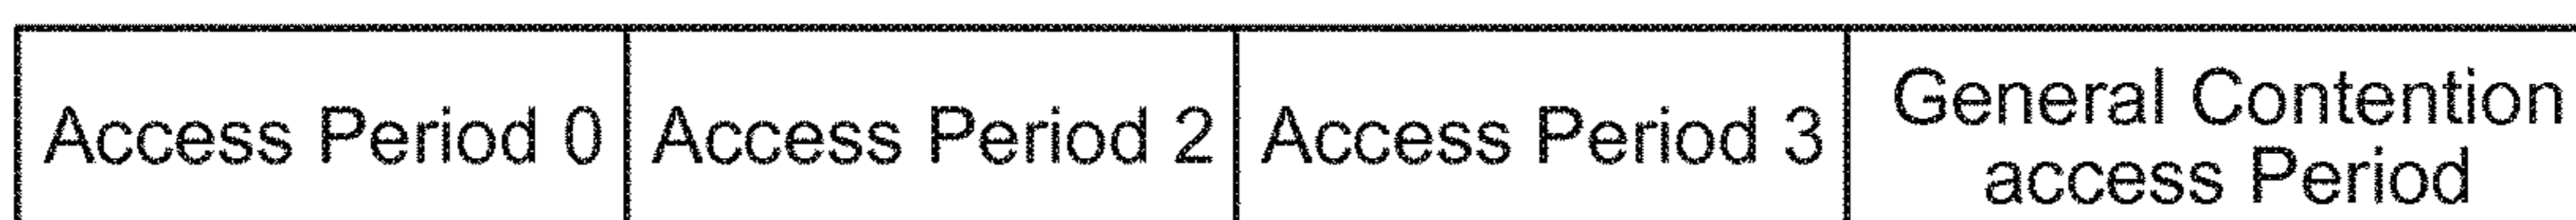 Access Period 0
Access Period 2
Access Period 3
General Contention
access Period